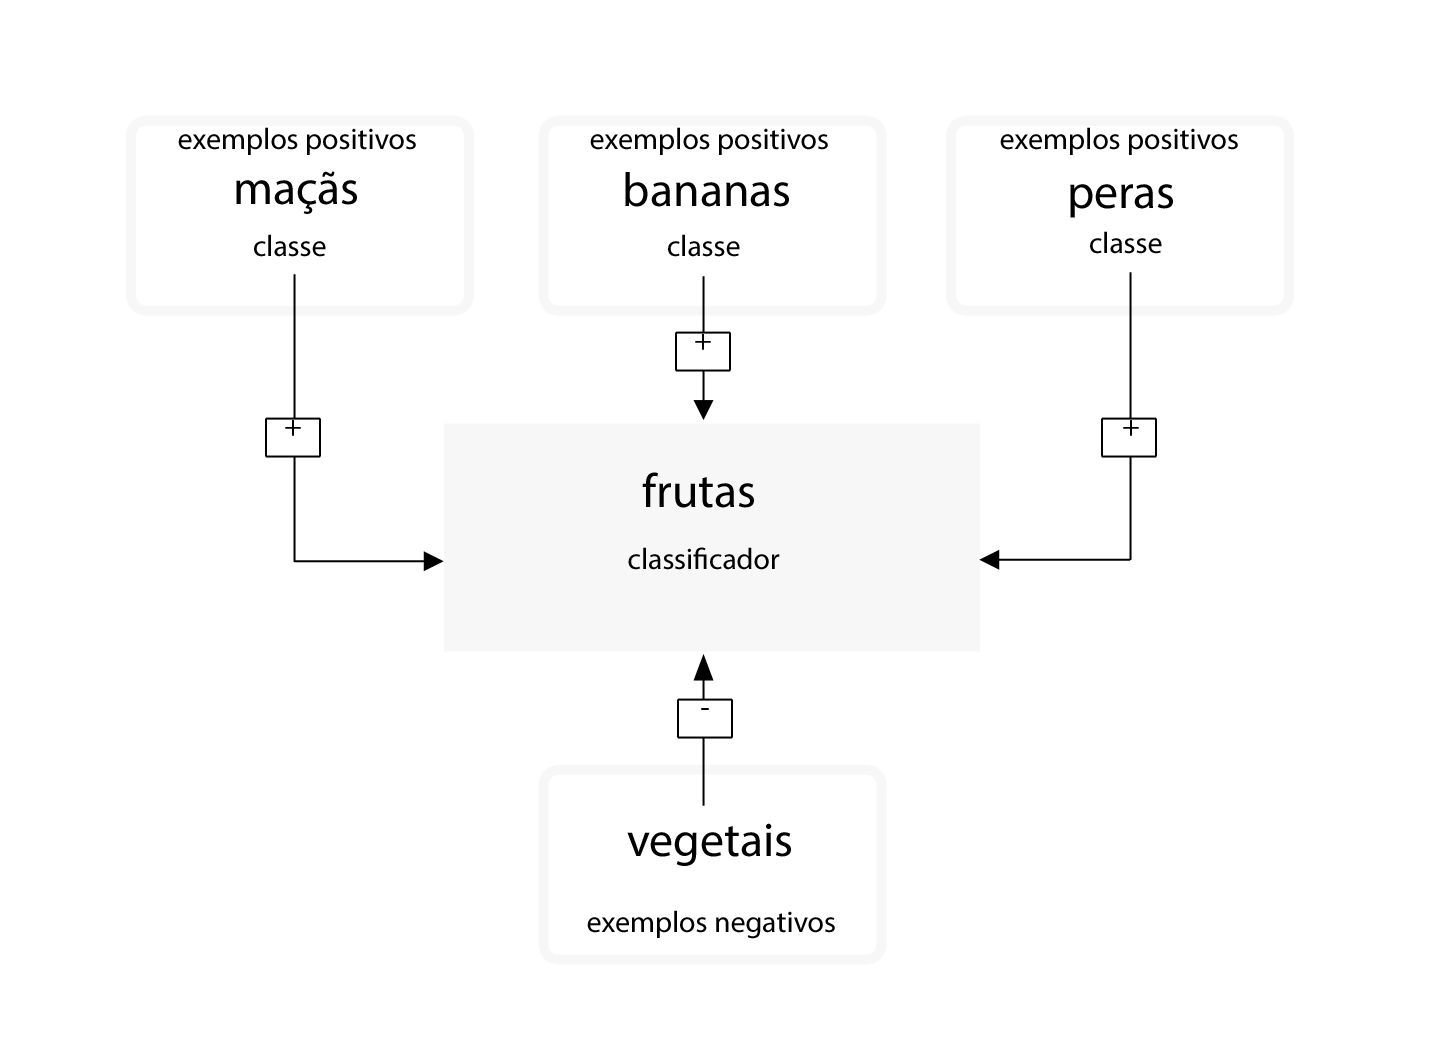 exemplos positivos
maçãs
classe
exemplos positivos
bananas
classe
exemplos positivos
peras
classe
+
+
+
frutas
classificador
-
vegetais
exemplos negativos